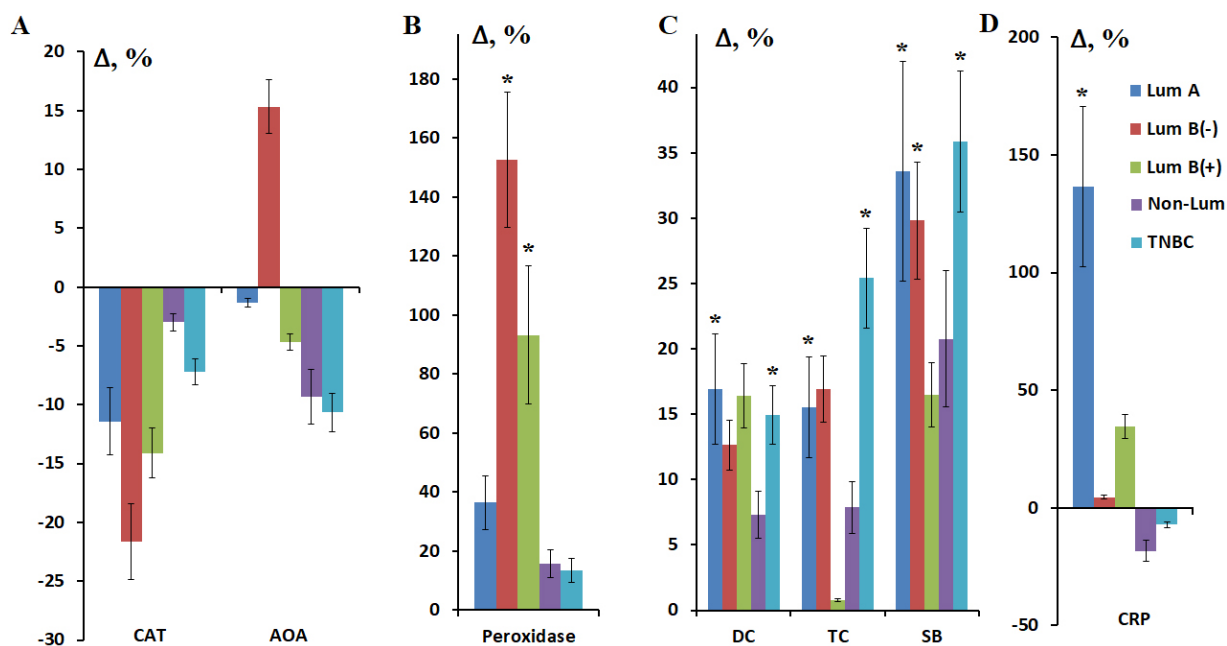 A
Δ, %
20
15
10
5
0
-5
-10
-15
-20
-25
-30
CAT AOA
B
Δ, %
180
160
140
120
100
80
60
40
20
0
* *
Peroxidase
C
Δ, %
40
35
30
25
20
15
10
5
0
* * * * * * *
DC TC SB
D
Δ, %
200
150
100
50
0
-50
*
CRP
Lum A
Lum B(-)
Lum B(+)
Non-Lum
TNBC